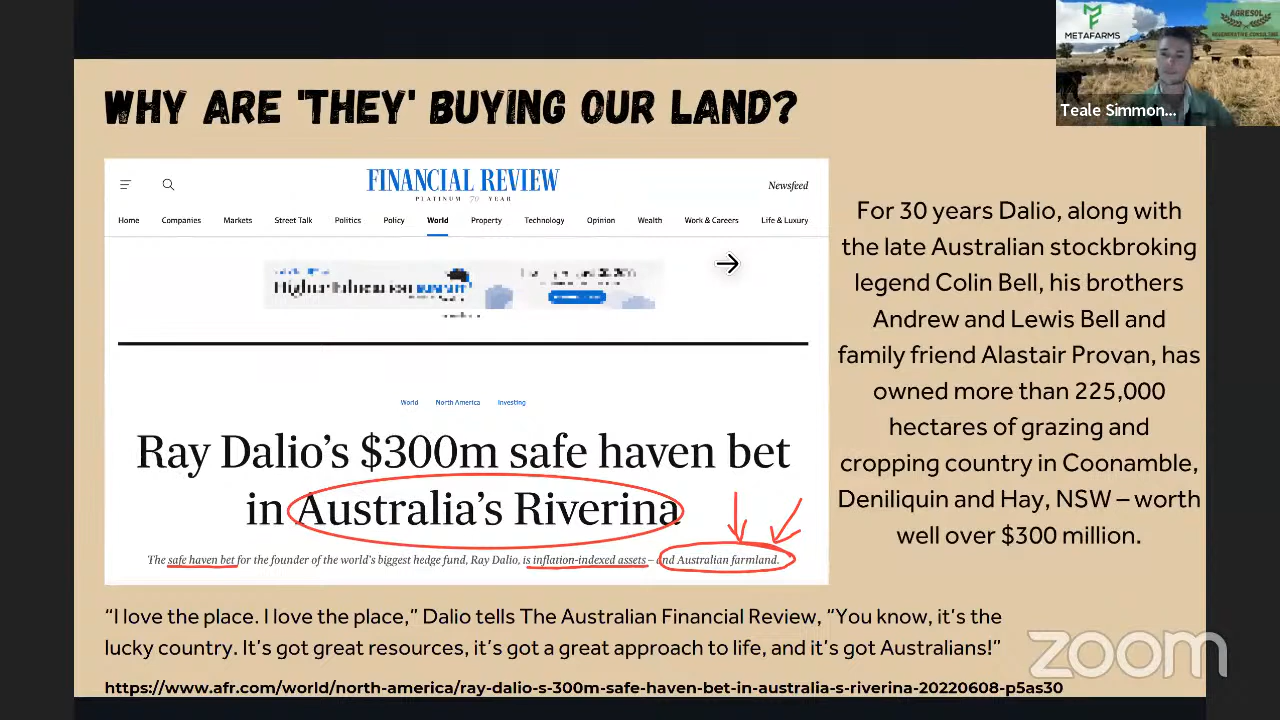 METAFARMS
AGRESOL
REGENERATIVE CONSULTING
Teale Simmon...
WHY ARE 'THEY' BUYING OUR LAND?
FINANCIAL REVIEW
PLATINUM 70 YEAR
Newsfeed
Home Companies Markets Street Talk Politics Policy World Property Technology Opinion Wealth Work & Careers Life & Luxury
World North America Investing
Ray Dalio's $300m safe haven bet
in Australia's Riverina
The safe haven bet for the founder of the world's biggest hedge fund, Ray Dalio, is inflation-indexed assets – and Australian farmland.
For 30 years Dalio, along with
the late Australian stockbroking
legend Colin Bell, his brothers
Andrew and Lewis Bell and
family friend Alastair Provan, has
owned more than 225,000
hectares of grazing and
cropping country in Coonamble,
Deniliquin and Hay, NSW – worth
well over $300 million.
"I love the place. I love the place," Dalio tells The Australian Financial Review, "You know, it's the
lucky country. It's got great resources, it's got a great approach to life, and it's got Australians!"
zoom
https://www.afr.com/world/north-america/ray-dalio-s-300m-safe-haven-bet-in-australia-s-riverina-20220608-p5as30